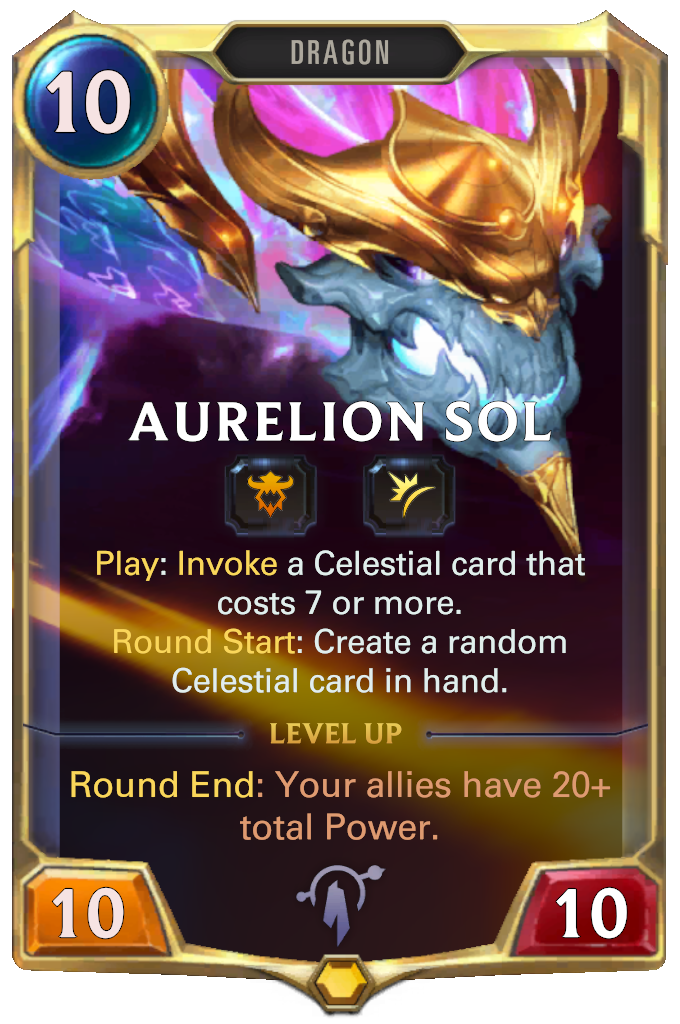 DRAGON
10
AURELION SOL
Play: Invoke a Celestial card that
costs 7 or more.
Round Start: Create a random
Celestial card in hand.
LEVEL UP
Round End: Your allies have 20+
total Power.
10
10